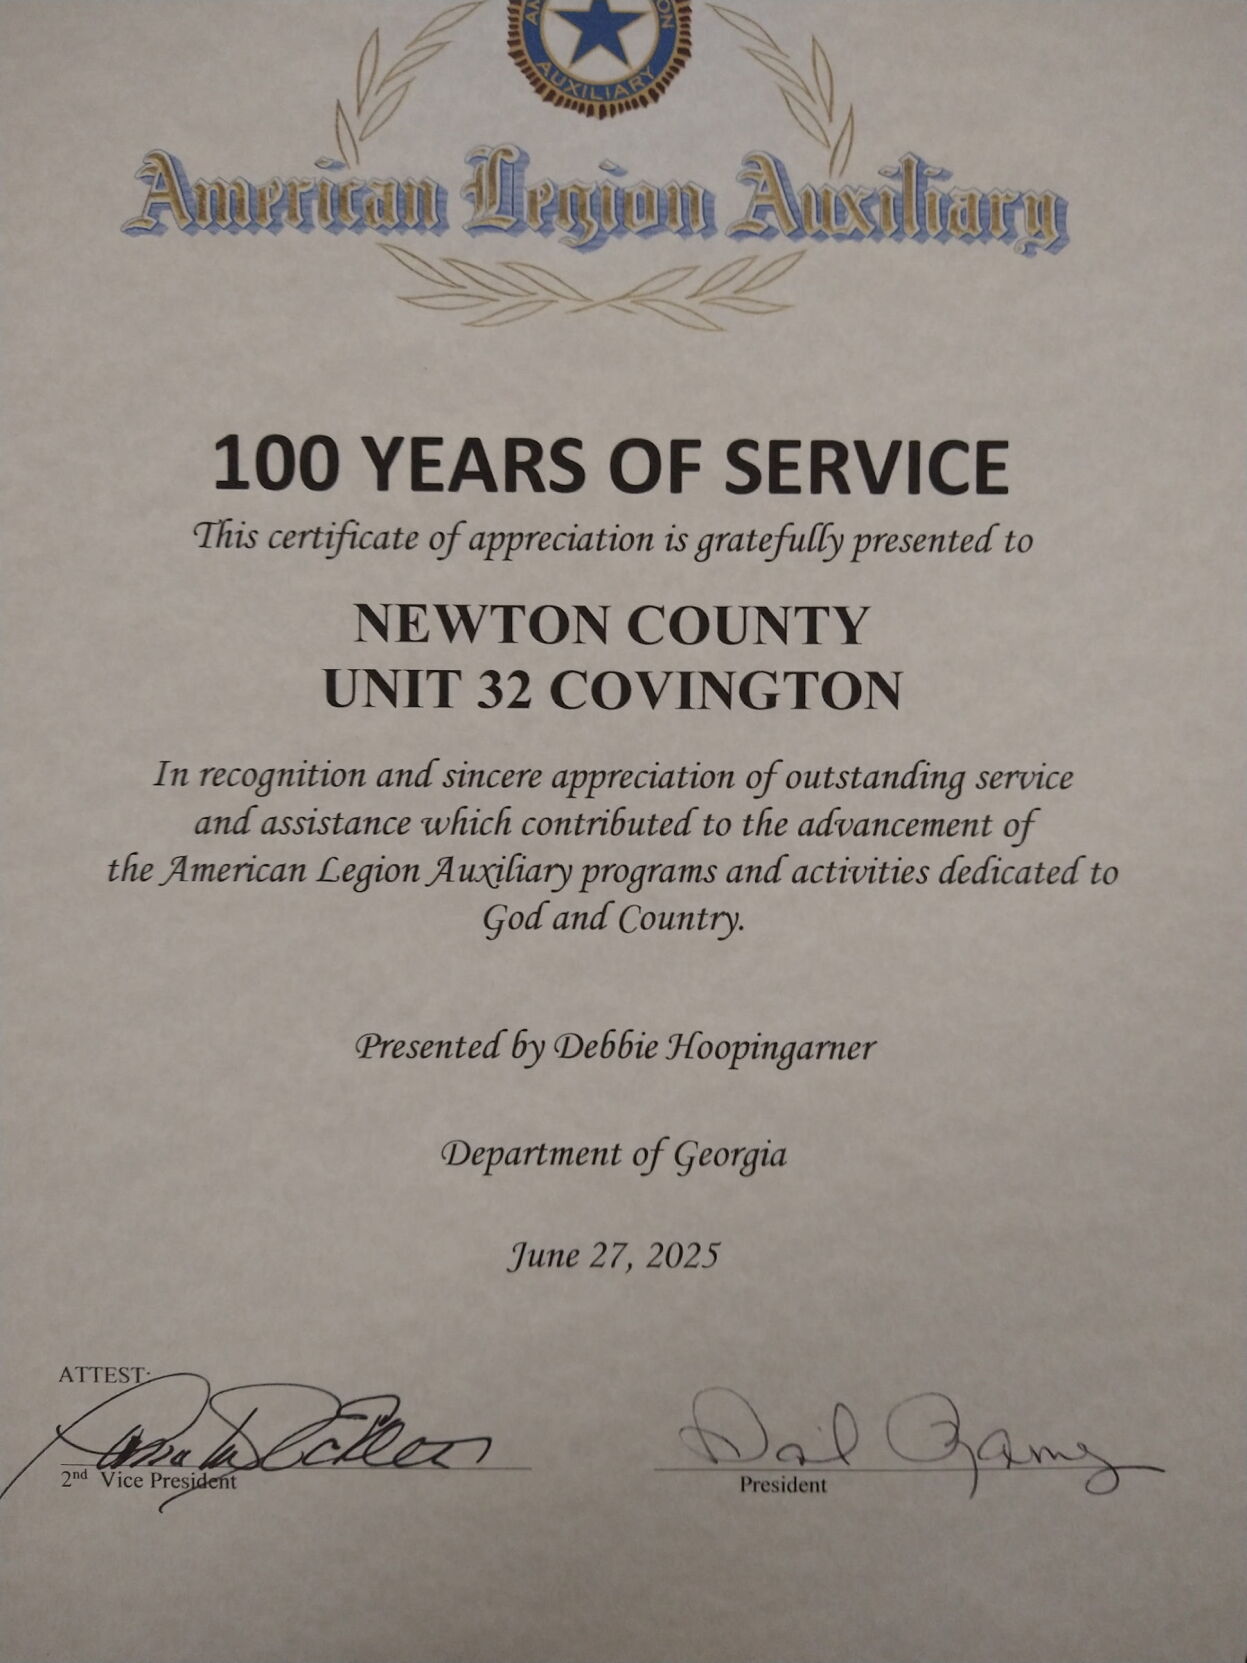 AUXILIARY
American Legion Auxiliary
100 YEARS OF SERVICE
This certificate of appreciation is gratefully presented to
NEWTON COUNTY
UNIT 32 COVINGTON
In recognition and sincere appreciation of outstanding service
and assistance which contributed to the advancement of
the American Legion Auxiliary programs and activities dedicated to
God and Country.
Presented by Debbie Hoopingarner
Department of Georgia
June 27, 2025
ATTEST:
2nd Vice President
President